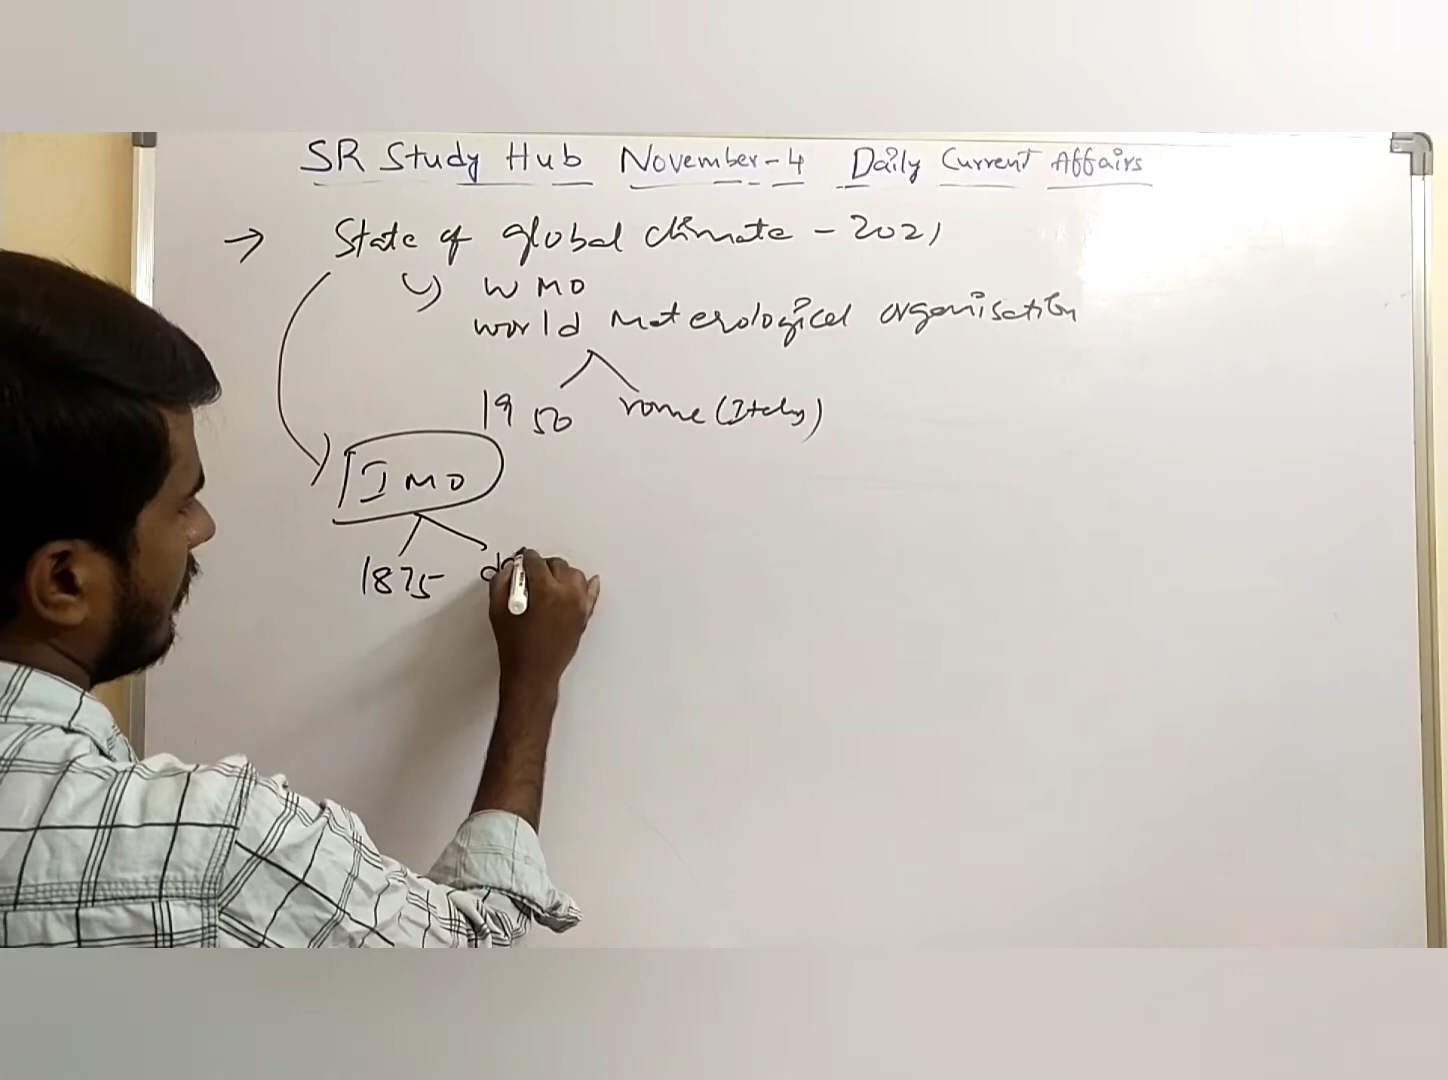 SR Study Hub November-4 Daily Current Affairs
→ State of global climate - 2021
WMO
world Meterological organisation
1950 rome (Italy)
IMO
1875